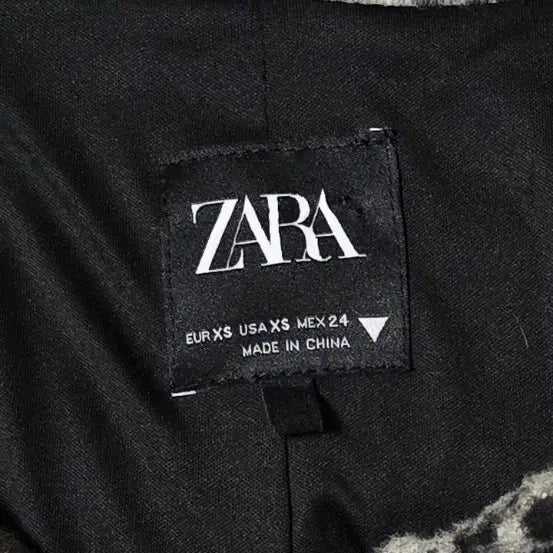 ZARA
EUR XS USA XS MEX 24
MADE IN CHINA